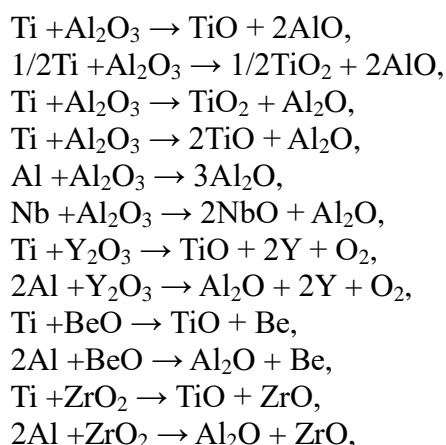 Ti +Al₂O₃ → TiO + 2AlO,
1/2Ti +Al₂O₃ → 1/2TiO₂ + 2AlO,
Ti +Al₂O₃ → TiO₂ + Al₂O,
Ti +Al₂O₃ → 2TiO + Al₂O,
Al +Al₂O₃ → 3Al₂O,
Nb +Al₂O₃ → 2NbO + Al₂O,
Ti +Y₂O₃ → TiO + 2Y + O₂,
2Al +Y₂O₃ → Al₂O + 2Y + O₂,
Ti +BeO → TiO + Be,
2Al +BeO → Al₂O + Be,
Ti +ZrO₂ → TiO + ZrO,
2Al +ZrO₂ → Al₂O + ZrO,